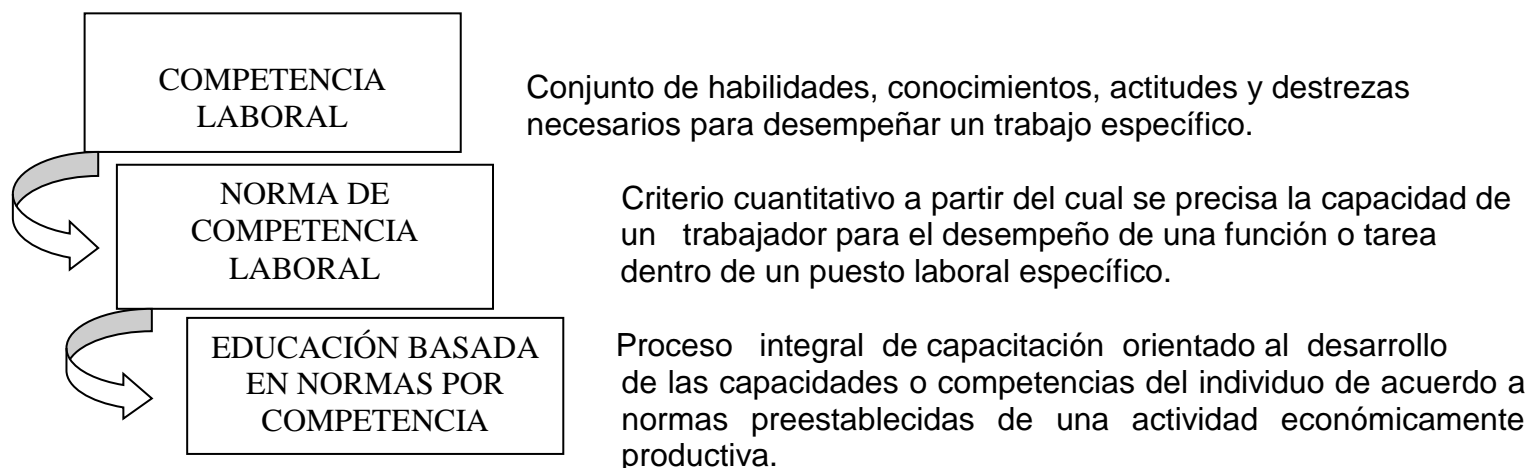 COMPETENCIA
LABORAL
Conjunto de habilidades, conocimientos, actitudes y destrezas
necesarios para desempeñar un trabajo específico.
NORMA DE
COMPETENCIA
LABORAL
Criterio cuantitativo a partir del cual se precisa la capacidad de
un trabajador para el desempeño de una función o tarea
dentro de un puesto laboral específico.
EDUCACIÓN BASADA
EN NORMAS POR
COMPETENCIA
Proceso integral de capacitación orientado al desarrollo
de las capacidades o competencias del individuo de acuerdo a
normas preestablecidas de una actividad económicamente
productiva.